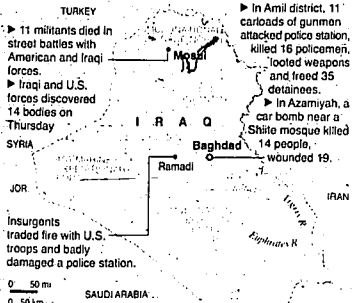 TURKEY
▶ 11 militants died in
street battles with
American and Iraqi
forces.
▶ Iraqi and U.S.
forces discovered
14 bodies on
Thursday
▶ In Amil district, 11
carloads of gunmen
attacked police station,
killed 16 policemen,
looted weapons
and freed 35
detainees.
▶ In Azamiyah, a
car bomb near a
Shiite mosque killed
14 people,
wounded 19.
Mosul
IRAQ
SYRIA
Baghdad
Ramadi
JOR.
IRAN
Tigris R.
Euphrates R.
Insurgents
traded fire with U.S.
troops and badly
damaged a police station.
0 50 mi
0 50 km
SAUDI ARABIA